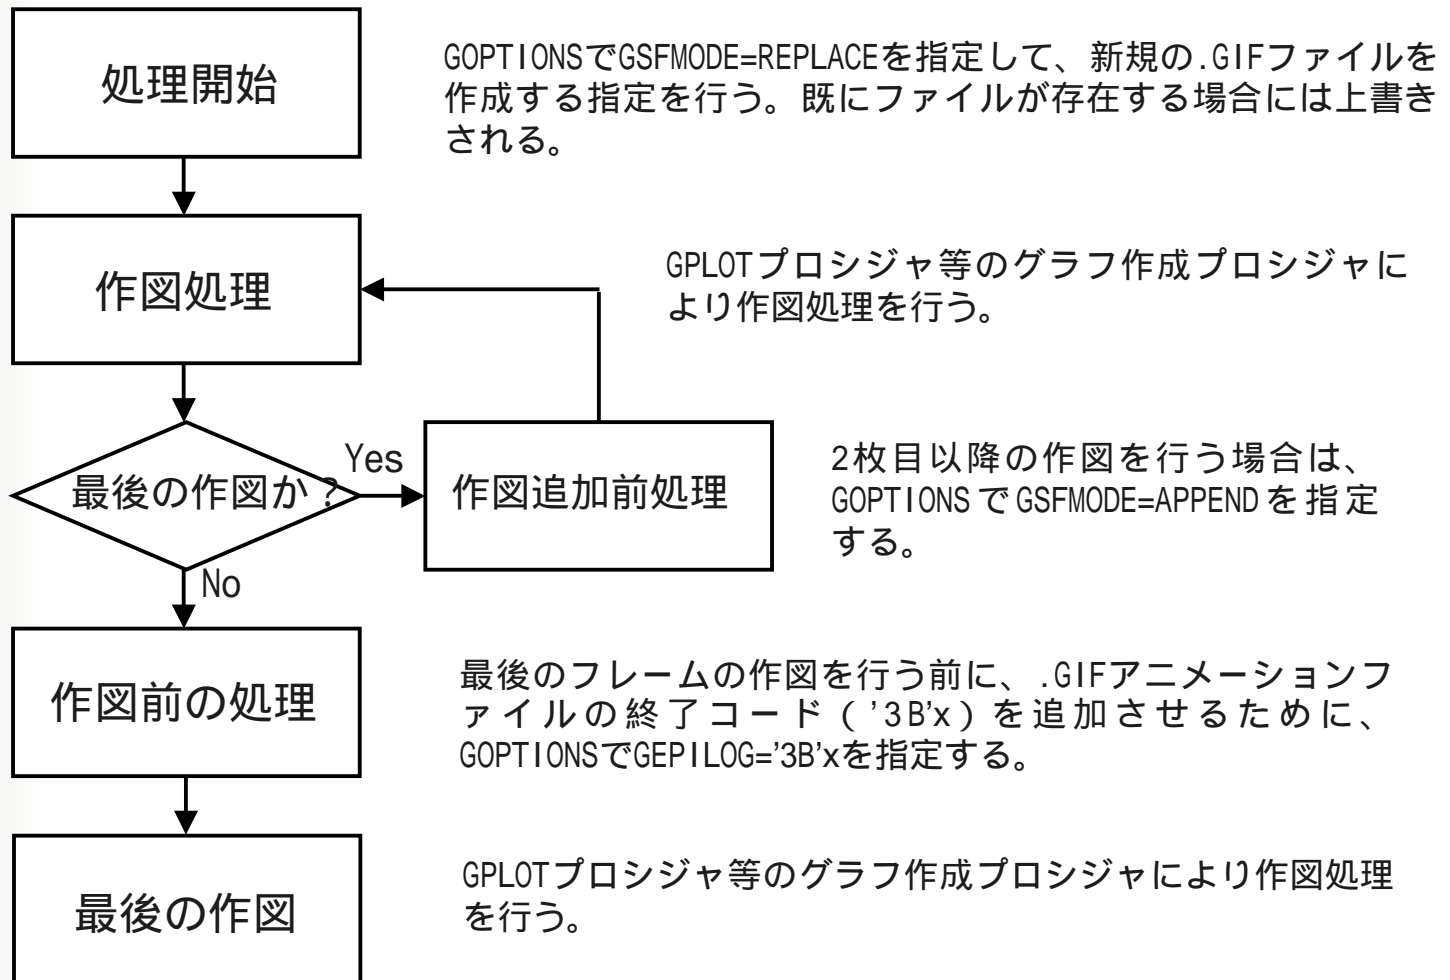 処理開始
GOPTIONSでGSFMODE=REPLACEを指定して、新規の.GIFファイルを
作成する指定を行う。既にファイルが存在する場合には上書き
される。
作図処理
GPLOTプロシジャ等のグラフ作成プロシジャに
より作図処理を行う。
最後の作図か?
Yes
作図追加前処理
2枚目以降の作図を行う場合は、
GOPTIONSでGSFMODE=APPENDを指定
する。
No
作図前の処理
最後のフレームの作図を行う前に、.GIFアニメーションフ
ァイルの終了コード('3B'x)を追加させるために、
GOPTIONSでGEPILOG='3B'xを指定する。
最後の作図
GPLOTプロシジャ等のグラフ作成プロシジャにより作図処理
を行う。